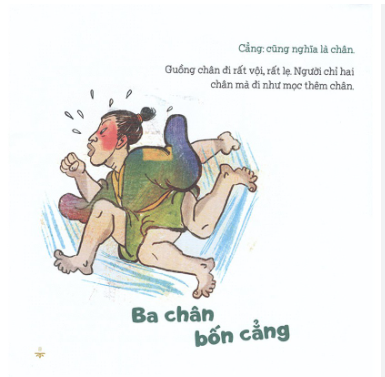 Cẳng: cũng nghĩa là chân.
Guồng chân đi rất vội, rất lẹ. Người chỉ hai
chân mà đi như mọc thêm chân.
Ba chân
bốn cẳng